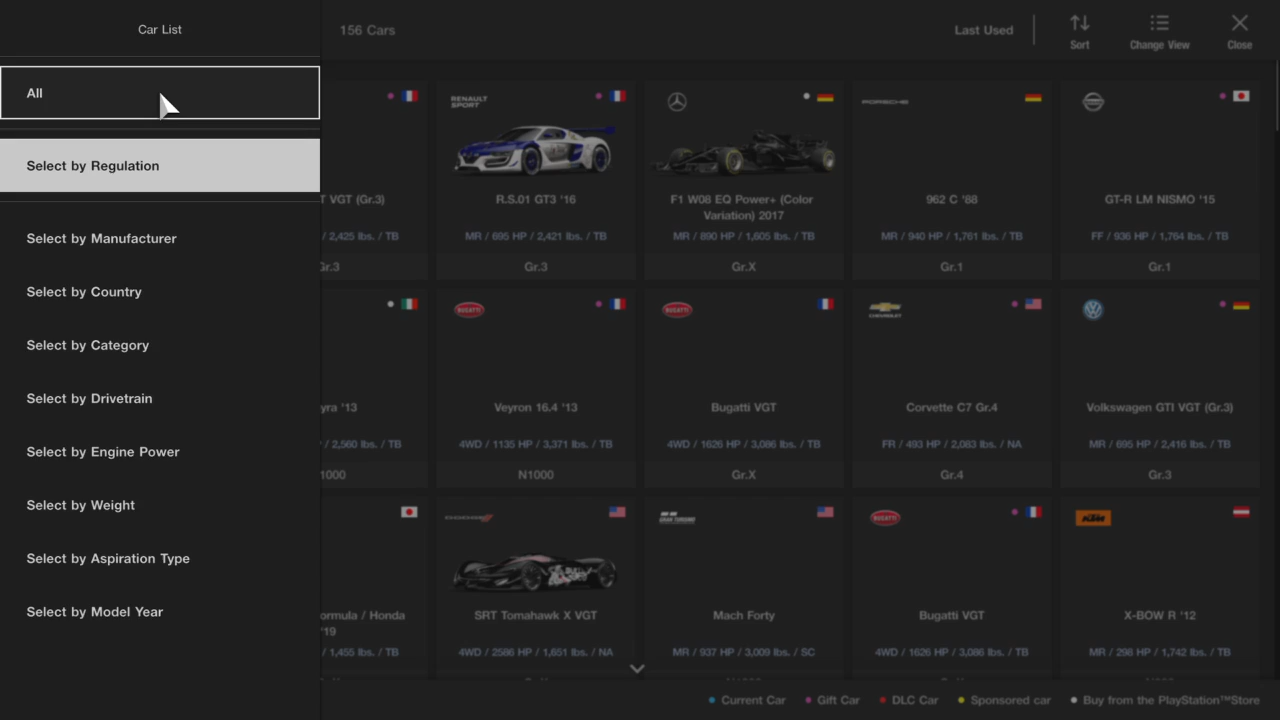 Car List
156 Cars
Last Used
Sort
Change View
Close
All
Select by Regulation
Select by Manufacturer
Select by Country
Select by Category
Select by Drivetrain
Select by Engine Power
Select by Weight
Select by Aspiration Type
Select by Model Year
T VGT (Gr.3)
/ 2,425 lbs. / TB
Gr.3
RENAULT
SPORT
R.S.01 GT3 '16
MR / 695 HP / 2,421 lbs. / TB
Gr.3
F1 W08 EQ Power+ (Color
Variation) 2017
MR / 890 HP / 1,605 lbs. / TB
Gr.X
PORSCHE
962 C '88
MR / 940 HP / 1,761 lbs. / TB
Gr.1
GT-R LM NISMO '15
FF / 936 HP / 1,764 lbs. / TB
Gr.1
yra '13
/ 2,560 lbs. / TB
1000
BUGATTI
Veyron 16.4 '13
4WD / 1135 HP / 3,371 lbs. / TB
N1000
BUGATTI
Bugatti VGT
4WD / 1626 HP / 3,086 lbs. / TB
Gr.X
CHEVROLET
Corvette C7 Gr.4
FR / 493 HP / 2,083 lbs. / NA
Gr.4
Volkswagen GTI VGT (Gr.3)
MR / 695 HP / 2,416 lbs. / TB
Gr.3
ormula / Honda
'19
/ 1,455 lbs. / TB
DODGE
SRT Tomahawk X VGT
4WD / 2586 HP / 1,651 lbs. / NA
GRAN TURISMO
Mach Forty
MR / 937 HP / 3,009 lbs. / SC
BUGATTI
Bugatti VGT
4WD / 1626 HP / 3,086 lbs. / TB
KTM
X-BOW R '12
MR / 298 HP / 1,742 lbs. / TB
Current Car
Gift Car
DLC Car
Sponsored car
Buy from the PlayStation™Store